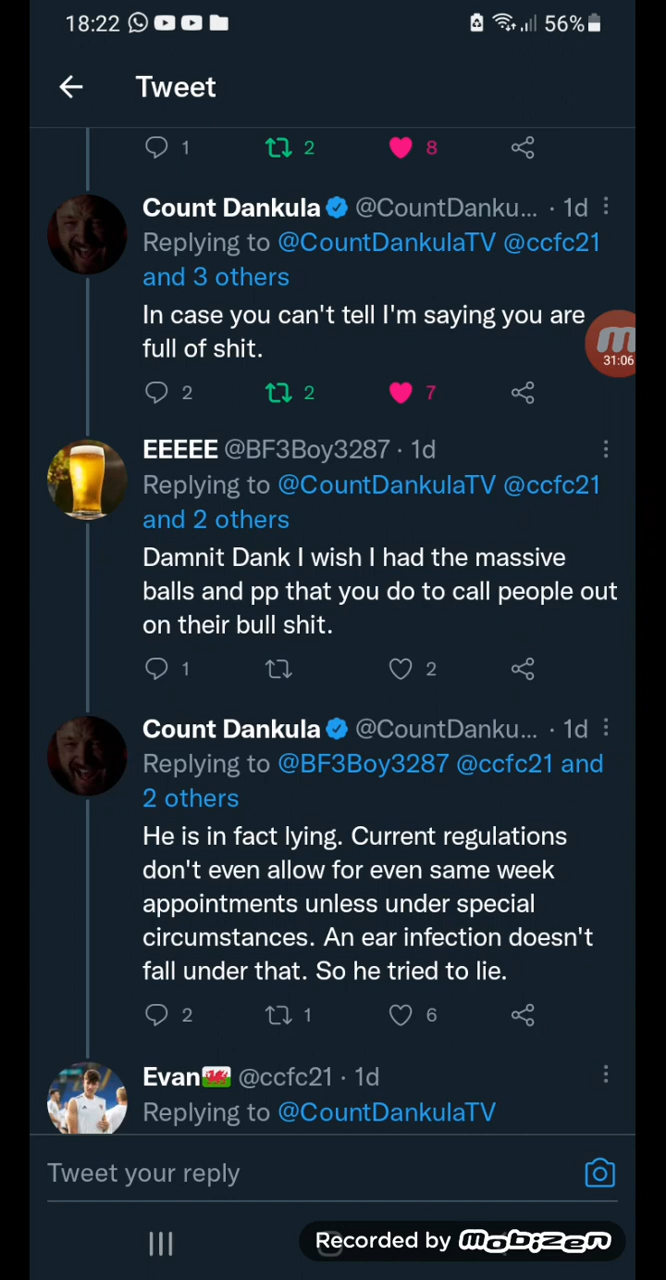 18:22 56%
Tweet
1 2 8
Count Dankula @CountDanku... · 1d
Replying to @CountDankulaTV @ccfc21
and 3 others
In case you can't tell I'm saying you are
full of shit.
31:06
2 2 7
EEEEE @BF3Boy3287 · 1d
Replying to @CountDankulaTV @ccfc21
and 2 others
Damnit Dank I wish I had the massive
balls and pp that you do to call people out
on their bull shit.
1 2
Count Dankula @CountDanku... · 1d
Replying to @BF3Boy3287 @ccfc21 and
2 others
He is in fact lying. Current regulations
don't even allow for even same week
appointments unless under special
circumstances. An ear infection doesn't
fall under that. So he tried to lie.
2 1 6
Evan🏴󠁧󠁢󠁷󠁬󠁳󠁿 @ccfc21 · 1d
Replying to @CountDankulaTV
Tweet your reply
Recorded by mobizen